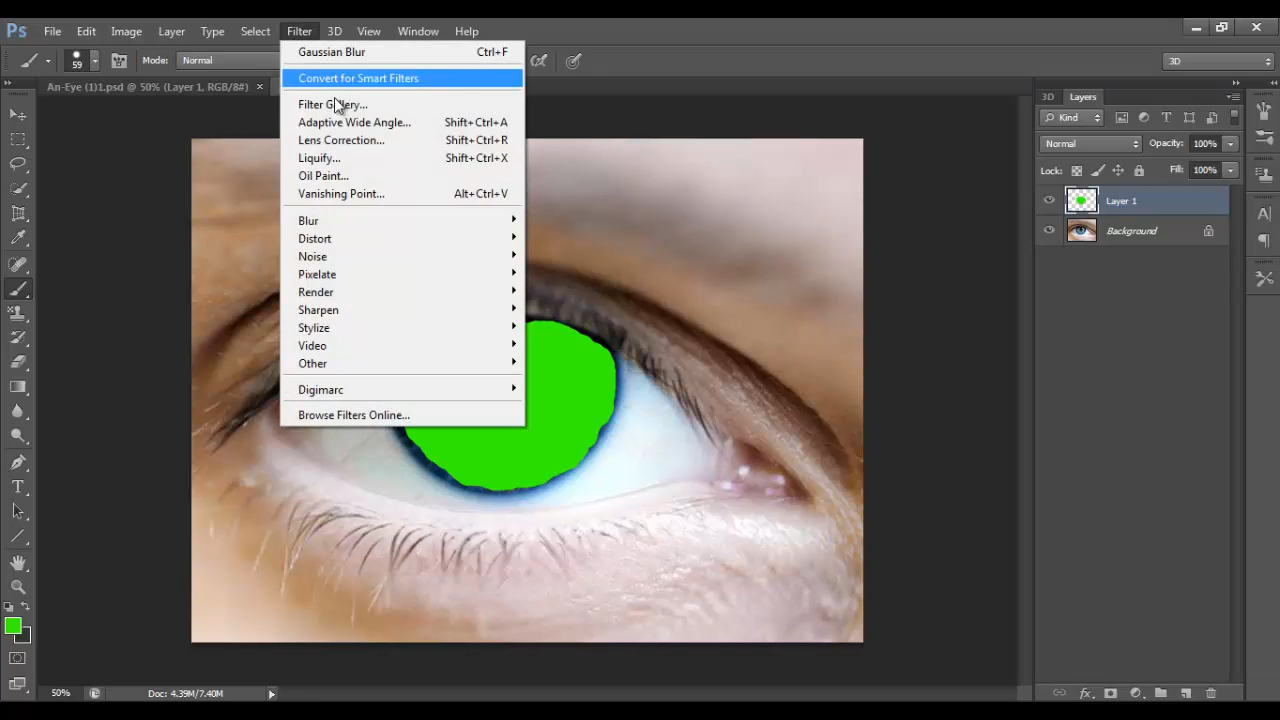 Ps File Edit Image Layer Type Select Filter 3D View Window Help
59 Mode: Normal 3D
An-Eye (1)1.psd @ 50% (Layer 1, RGB/8#) ×
Gaussian Blur Ctrl+F
Convert for Smart Filters
Filter Gallery...
Adaptive Wide Angle... Shift+Ctrl+A
Lens Correction... Shift+Ctrl+R
Liquify... Shift+Ctrl+X
Oil Paint...
Vanishing Point... Alt+Ctrl+V
Blur
Distort
Noise
Pixelate
Render
Sharpen
Stylize
Video
Other
Digimarc
Browse Filters Online...
3D Layers
Kind
Normal Opacity: 100%
Lock: Fill: 100%
Layer 1
Background
50% Doc: 4.39M/7.40M